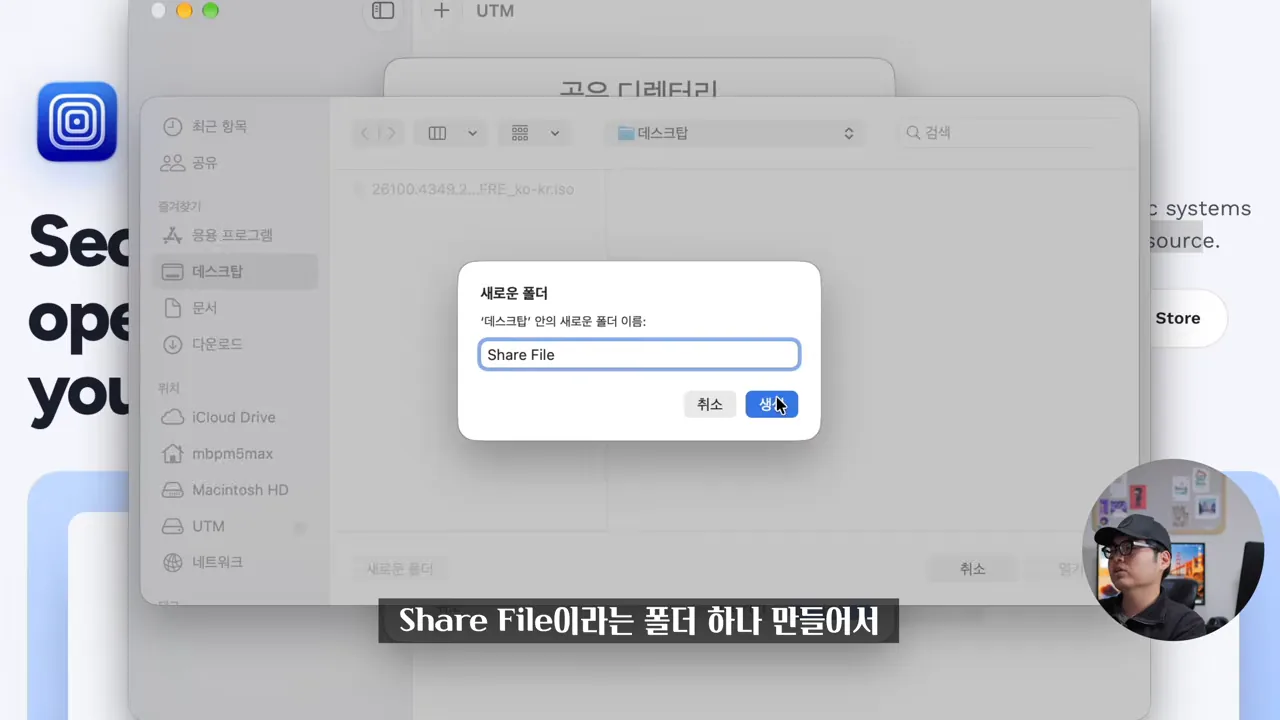 UTM
공유 디렉터리
최근 항목
공유
즐겨찾기
응용 프로그램
데스크탑
문서
다운로드
위치
iCloud Drive
mbpm5max
Macintosh HD
UTM
네트워크
데스크탑
검색
26100.4349.2...FRE_ko-kr.iso
새로운 폴더
‘데스크탑’ 안의 새로운 폴더 이름:
Share File
취소
새로운 폴더
취소
systems
source.
Store
Share File이라는 폴더 하나 만들어서